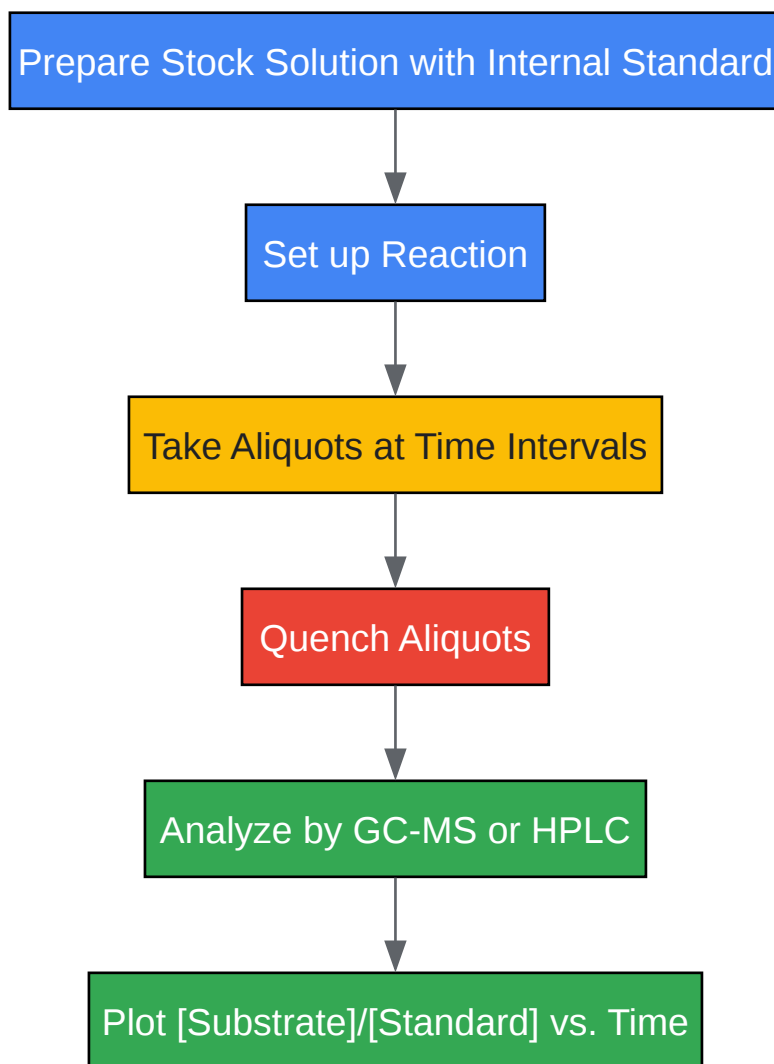 Prepare Stock Solution with Internal Standard
Set up Reaction
Take Aliquots at Time Intervals
Quench Aliquots
Analyze by GC-MS or HPLC
Plot [Substrate]/[Standard] vs. Time